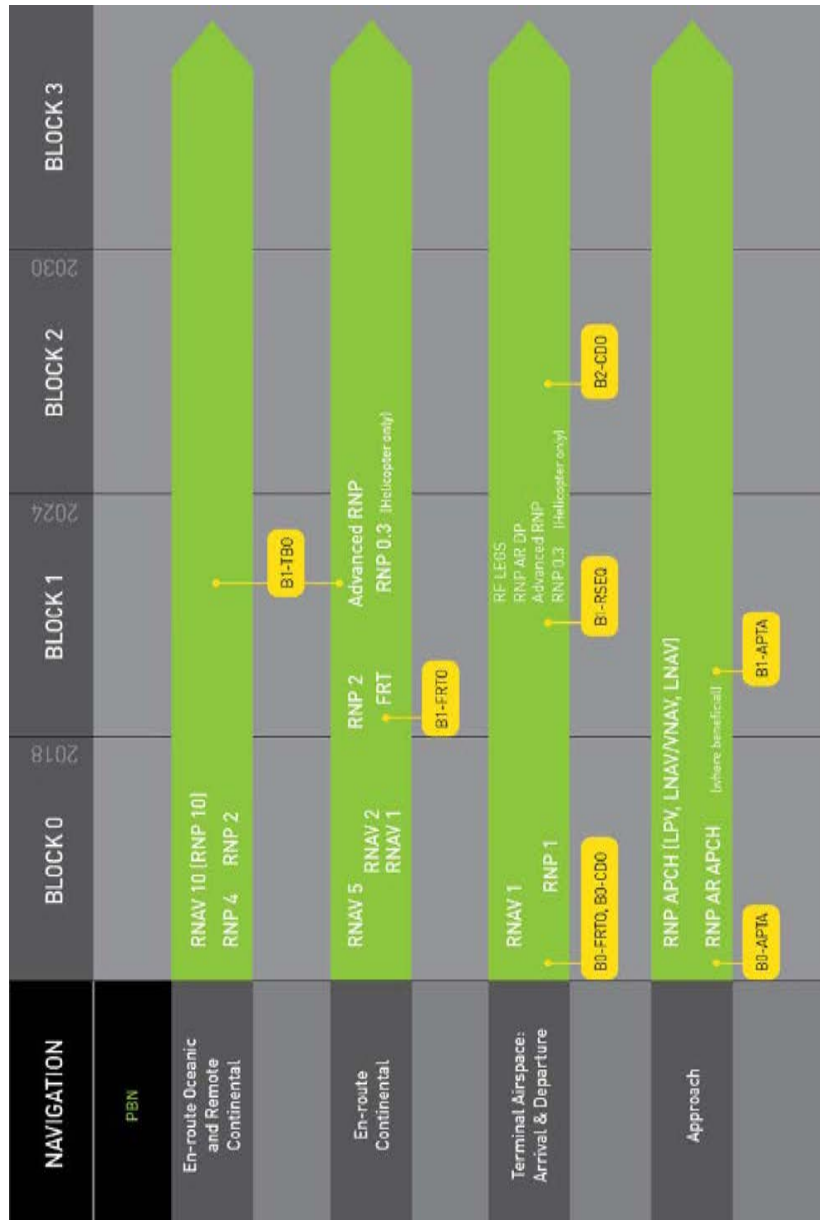 NAVIGATION
BLOCK 0
2018
BLOCK 1
2024
BLOCK 2
2030
BLOCK 3
PBN
En-route Oceanic
and Remote
Continental
RNAV 10 (RNP 10)
RNP 4 RNP 2
B1-TBO
En-route
Continental
RNAV 5
RNAV 2
RNAV 1
RNP 2
FRT
Advanced RNP
RNP 0.3 (Helicopter only)
B1-FRTO
Terminal Airspace:
Arrival & Departure
RNAV 1
RNP 1
RF LEGS
RNP AR DP
Advanced RNP
RNP 0.3 (Helicopter only)
B0-FRTO, B0-CDO
B1-RSEQ
B2-CDO
Approach
RNP APCH (LPV, LNAV/VNAV, LNAV)
RNP AR APCH (where beneficial)
B0-APTA
B1-APTA